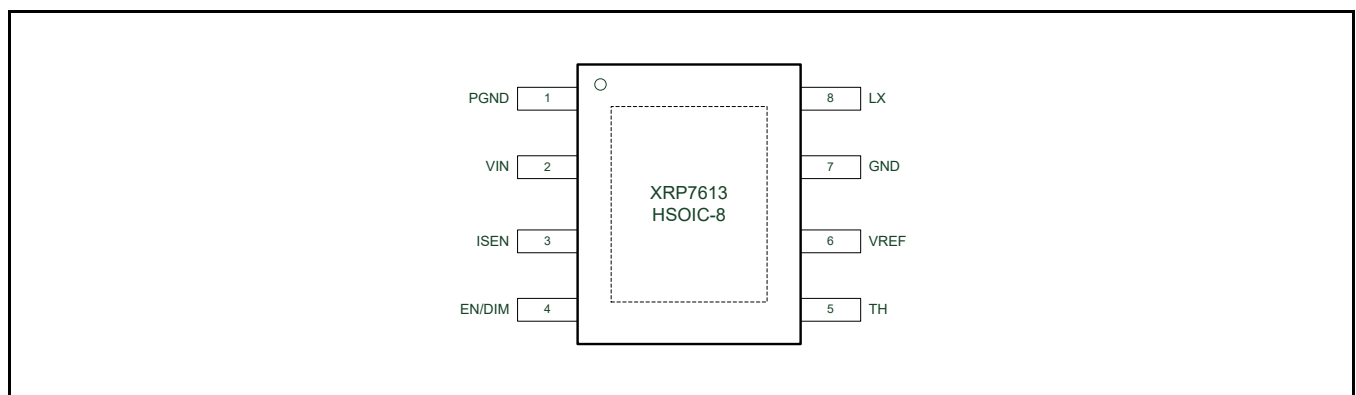 PGND 1
VIN 2
ISEN 3
EN/DIM 4
XRP7613
HSOIC-8
8 LX
7 GND
6 VREF
5 TH